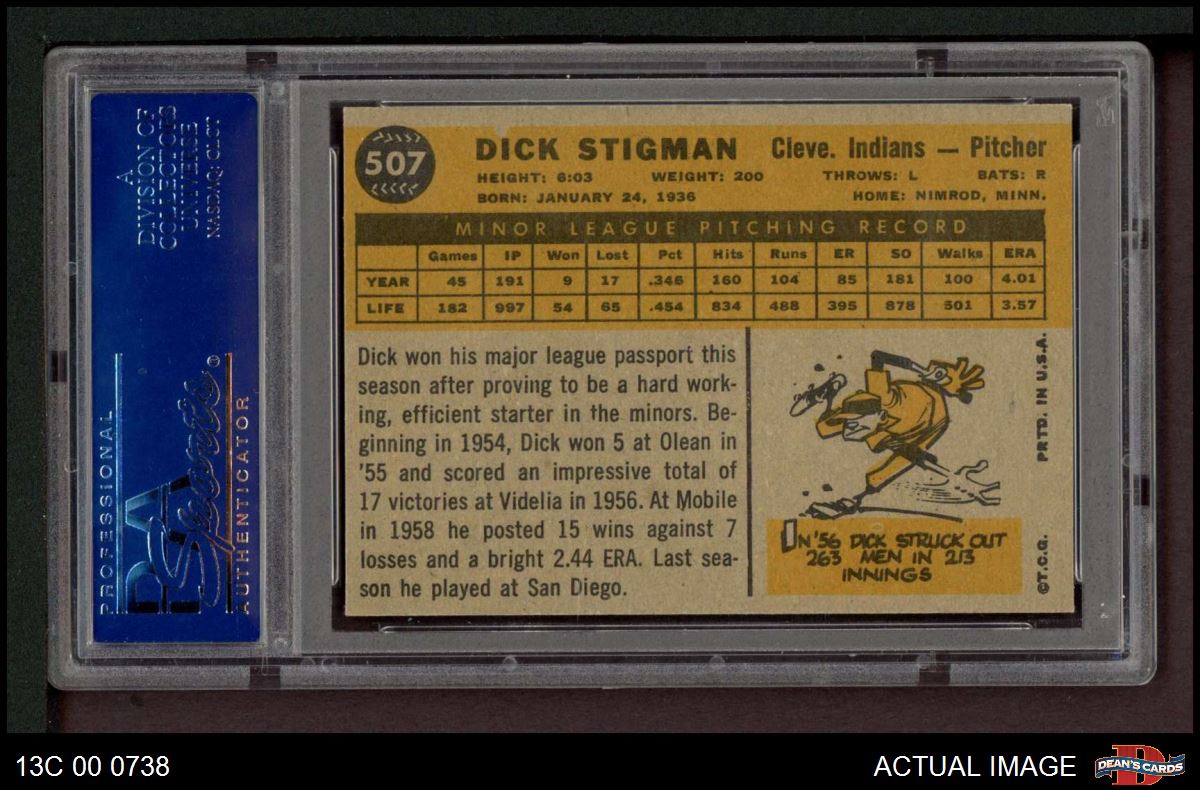 A
DIVISION OF
COLLECTORS
UNIVERSE
NASDAQ: CLCT
PROFESSIONAL
PSA
Sports®
AUTHENTICATOR
507
DICK STIGMAN Cleve. Indians — Pitcher
HEIGHT: 6:03 WEIGHT: 200 THROWS: L BATS: R
BORN: JANUARY 24, 1936 HOME: NIMROD, MINN.
MINOR LEAGUE PITCHING RECORD
Games IP Won Lost Pct Hits Runs ER SO Walks ERA
YEAR 45 191 9 17 .346 160 104 85 181 100 4.01
LIFE 182 997 54 65 .454 834 488 395 878 501 3.57
Dick won his major league passport this
season after proving to be a hard work-
ing, efficient starter in the minors. Be-
ginning in 1954, Dick won 5 at Olean in
'55 and scored an impressive total of
17 victories at Videlia in 1956. At Mobile
in 1958 he posted 15 wins against 7
losses and a bright 2.44 ERA. Last sea-
son he played at San Diego.
IN '56 DICK STRUCK OUT
263 MEN IN 213
INNINGS
©T.C.G. PRTD. IN U.S.A.
13C 00 0738
ACTUAL IMAGE
D
DEAN'S CARDS